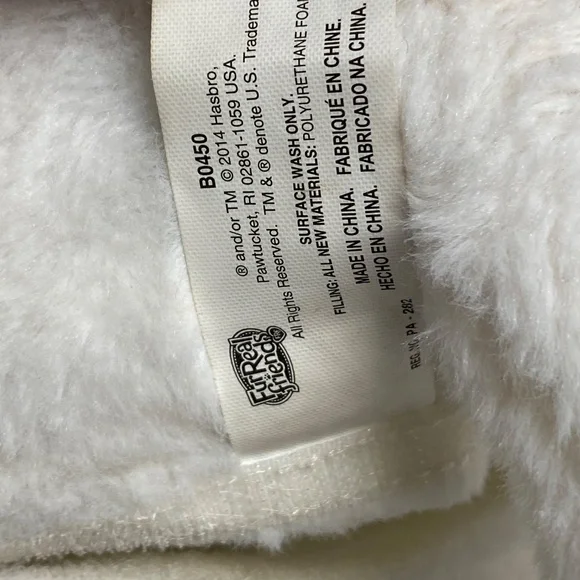 B0450
® and/or TM © 2014 Hasbro,
Pawtucket, RI 02861-1059 USA.
All Rights Reserved. TM & ® denote U.S.
SURFACE WASH ONLY.
FILLING: ALL NEW MATERIALS: POLYURETHANE
MADE IN CHINA. FABRIQUÉ EN CHINE.
HECHO EN CHINA. FABRICADO NA CHINA.
REG. NO. PA - 282
FurReal
friends